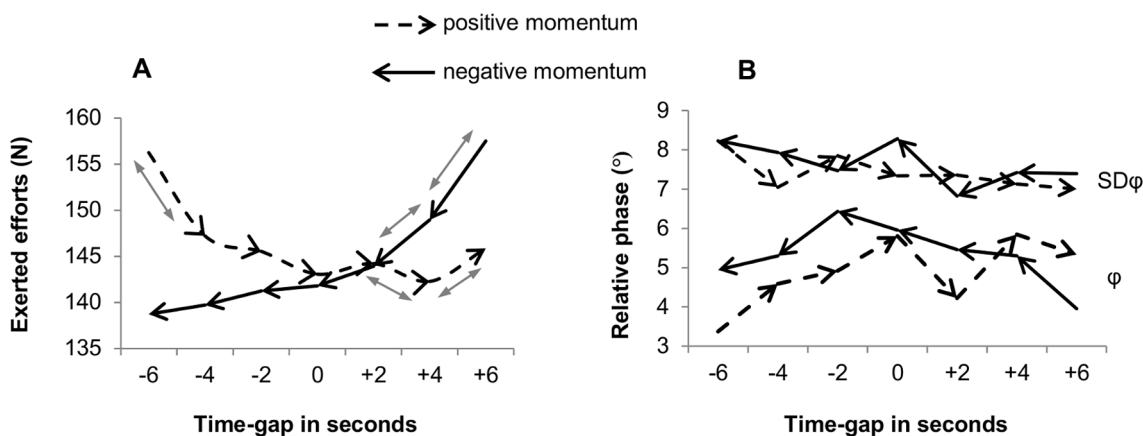 positive momentum
negative momentum
A
Exerted efforts (N)
160
155
150
145
140
135
-6
-4
-2
0
+2
+4
+6
Time-gap in seconds
B
Relative phase (°)
9
8
7
6
5
4
3
SDφ
φ
-6
-4
-2
0
+2
+4
+6
Time-gap in seconds